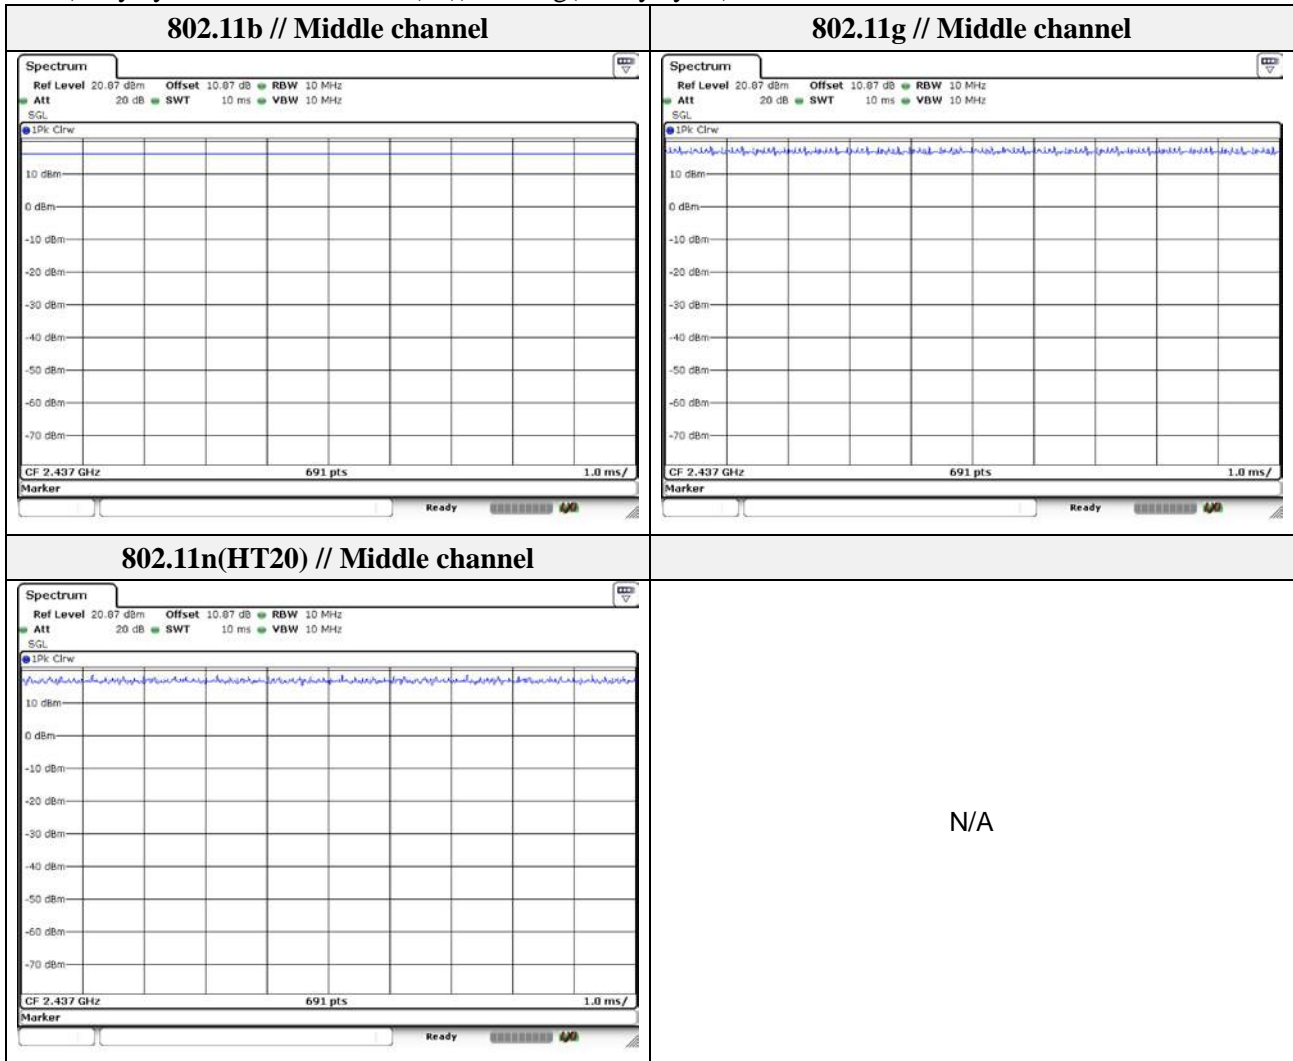 802.11b // Middle channel
802.11g // Middle channel
Spectrum
Ref Level 20.87 dBm Offset 10.87 dB RBW 10 MHz
Att 20 dB SWT 10 ms VBW 10 MHz
SGL
1Pk Clrw
10 dBm
0 dBm
-10 dBm
-20 dBm
-30 dBm
-40 dBm
-50 dBm
-60 dBm
-70 dBm
CF 2.437 GHz 691 pts 1.0 ms/
Marker
Ready
Spectrum
Ref Level 20.87 dBm Offset 10.87 dB RBW 10 MHz
Att 20 dB SWT 10 ms VBW 10 MHz
SGL
1Pk Clrw
10 dBm
0 dBm
-10 dBm
-20 dBm
-30 dBm
-40 dBm
-50 dBm
-60 dBm
-70 dBm
CF 2.437 GHz 691 pts 1.0 ms/
Marker
Ready
802.11n(HT20) // Middle channel
Spectrum
Ref Level 20.87 dBm Offset 10.87 dB RBW 10 MHz
Att 20 dB SWT 10 ms VBW 10 MHz
SGL
1Pk Clrw
10 dBm
0 dBm
-10 dBm
-20 dBm
-30 dBm
-40 dBm
-50 dBm
-60 dBm
-70 dBm
CF 2.437 GHz 691 pts 1.0 ms/
Marker
Ready
N/A